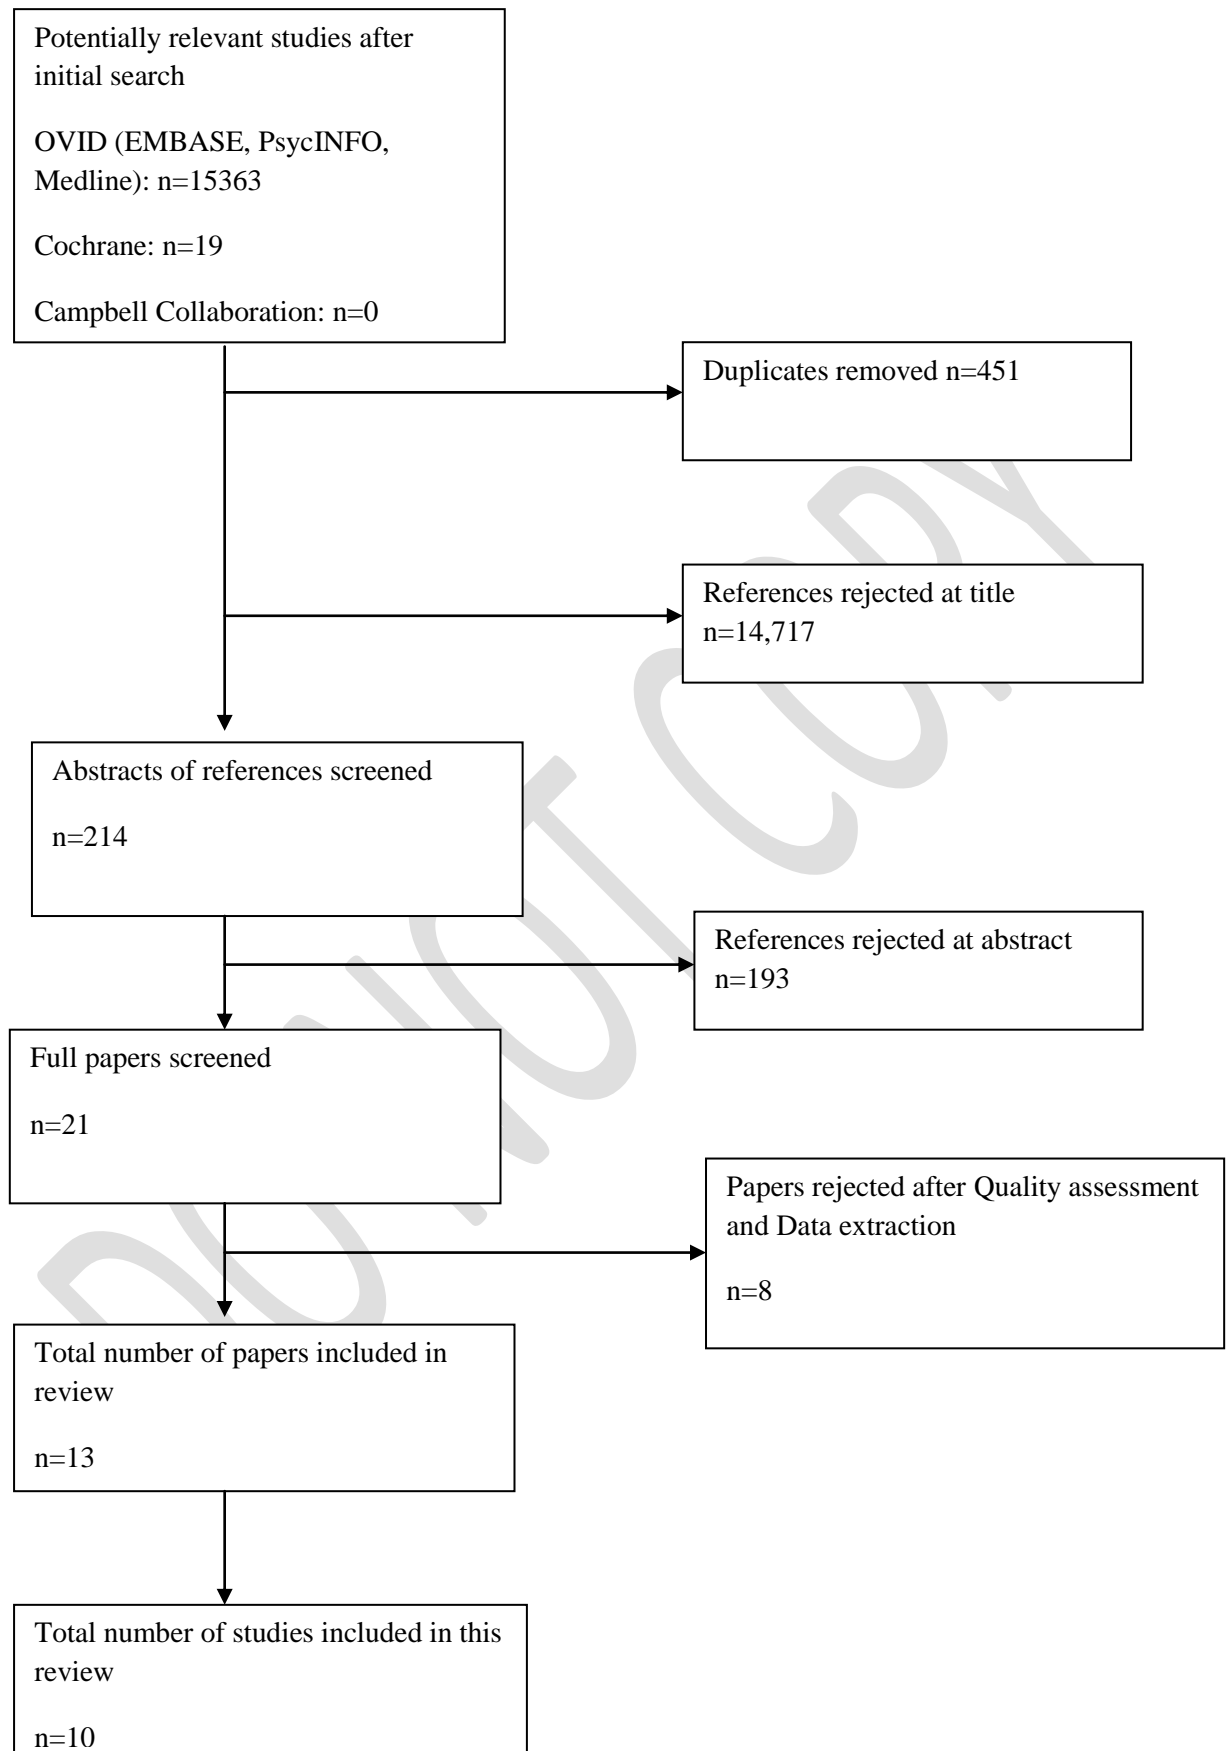 Potentially relevant studies after
initial search
OVID (EMBASE, PsycINFO,
Medline): n=15363
Cochrane: n=19
Campbell Collaboration: n=0
Duplicates removed n=451
References rejected at title
n=14,717
Abstracts of references screened
n=214
References rejected at abstract
n=193
Full papers screened
n=21
Papers rejected after Quality assessment
and Data extraction
n=8
Total number of papers included in
review
n=13
Total number of studies included in this
review
n=10
DO NOT COPY